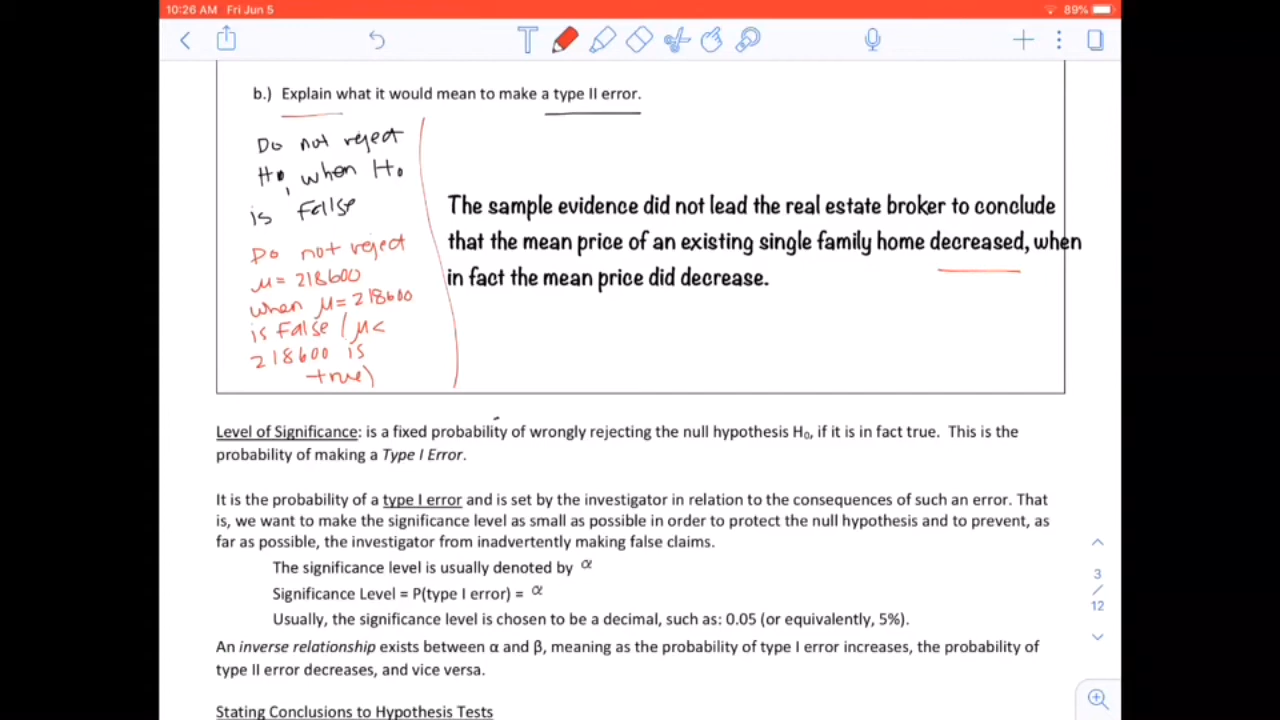 10:26 AM Fri Jun 5
89%
b.) Explain what it would mean to make a type II error.
Do not reject
H₀, when H₀
is Fallse
Do not reject
μ=218600
when μ=218600
is False (μ<
218600 is
true)
The sample evidence did not lead the real estate broker to conclude
that the mean price of an existing single family home decreased, when
in fact the mean price did decrease.
Level of Significance: is a fixed probability of wrongly rejecting the null hypothesis H₀, if it is in fact true. This is the
probability of making a Type I Error.
It is the probability of a type I error and is set by the investigator in relation to the consequences of such an error. That
is, we want to make the significance level as small as possible in order to protect the null hypothesis and to prevent, as
far as possible, the investigator from inadvertently making false claims.
The significance level is usually denoted by α
Significance Level = P(type I error) = α
Usually, the significance level is chosen to be a decimal, such as: 0.05 (or equivalently, 5%).
An inverse relationship exists between α and β, meaning as the probability of type I error increases, the probability of
type II error decreases, and vice versa.
Stating Conclusions to Hypothesis Tests
3
/
12